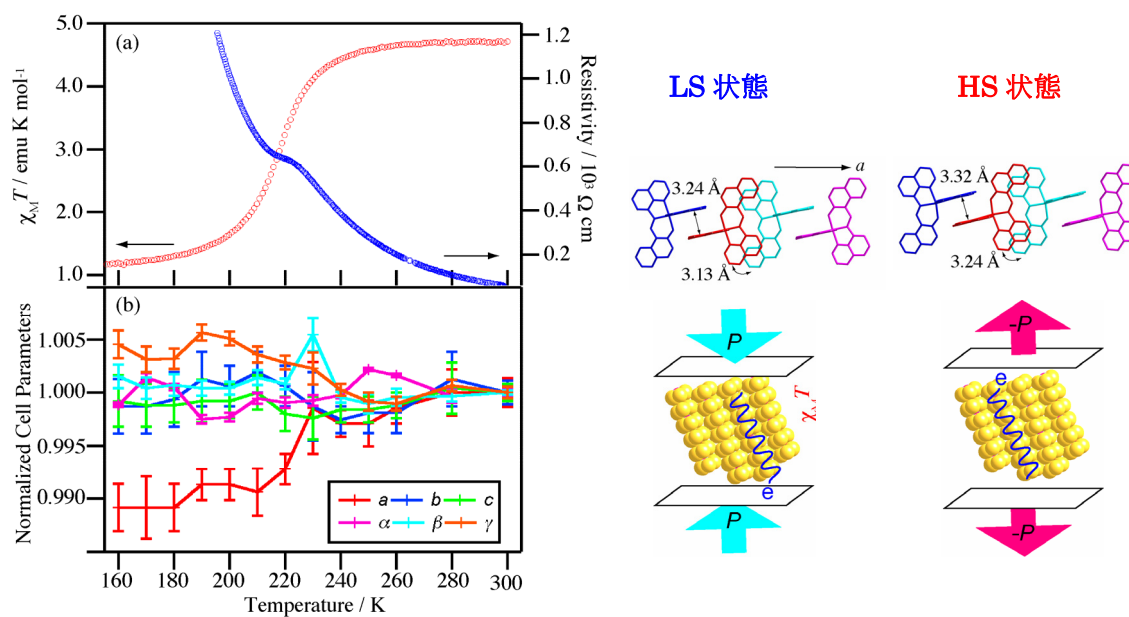 (a)
5.0
4.0
3.0
2.0
1.0
χMT / emu K mol-1
1.2
1.0
0.8
0.6
0.4
0.2
Resistivity / 10³ Ω cm
(b)
1.005
1.000
0.995
0.990
Normalized Cell Parameters
a b c
α β γ
160 180 200 220 240 260 280 300
Temperature / K
LS 状態
HS 状態
a
3.24 Å
3.13 Å
3.32 Å
3.24 Å
P
e
P
χMT
-P
e
-P